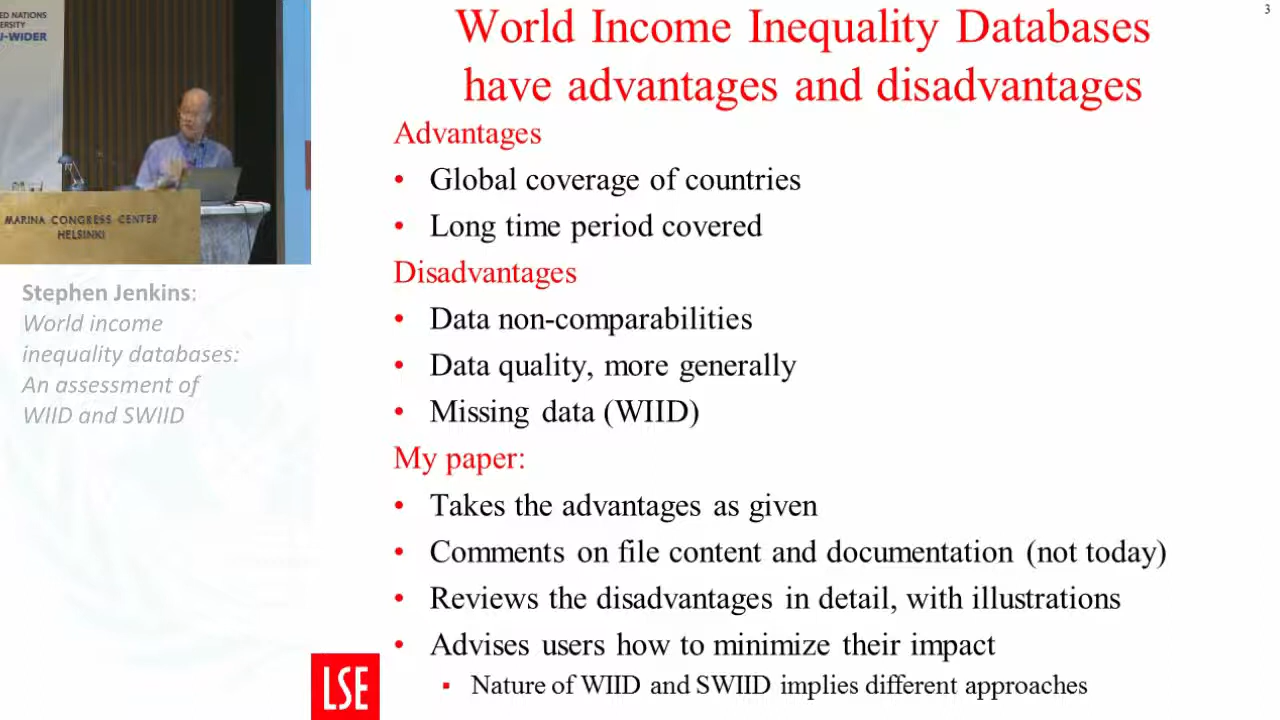 3
World Income Inequality Databases
have advantages and disadvantages
Advantages
• Global coverage of countries
• Long time period covered
Disadvantages
• Data non-comparabilities
• Data quality, more generally
• Missing data (WIID)
My paper:
• Takes the advantages as given
• Comments on file content and documentation (not today)
• Reviews the disadvantages in detail, with illustrations
• Advises users how to minimize their impact
▪ Nature of WIID and SWIID implies different approaches
LSE
ED NATIONS
ERSITY
U-WIDER
MARINA CONGRESS CENTER
HELSINKI
Stephen Jenkins:
World income
inequality databases:
An assessment of
WIID and SWIID